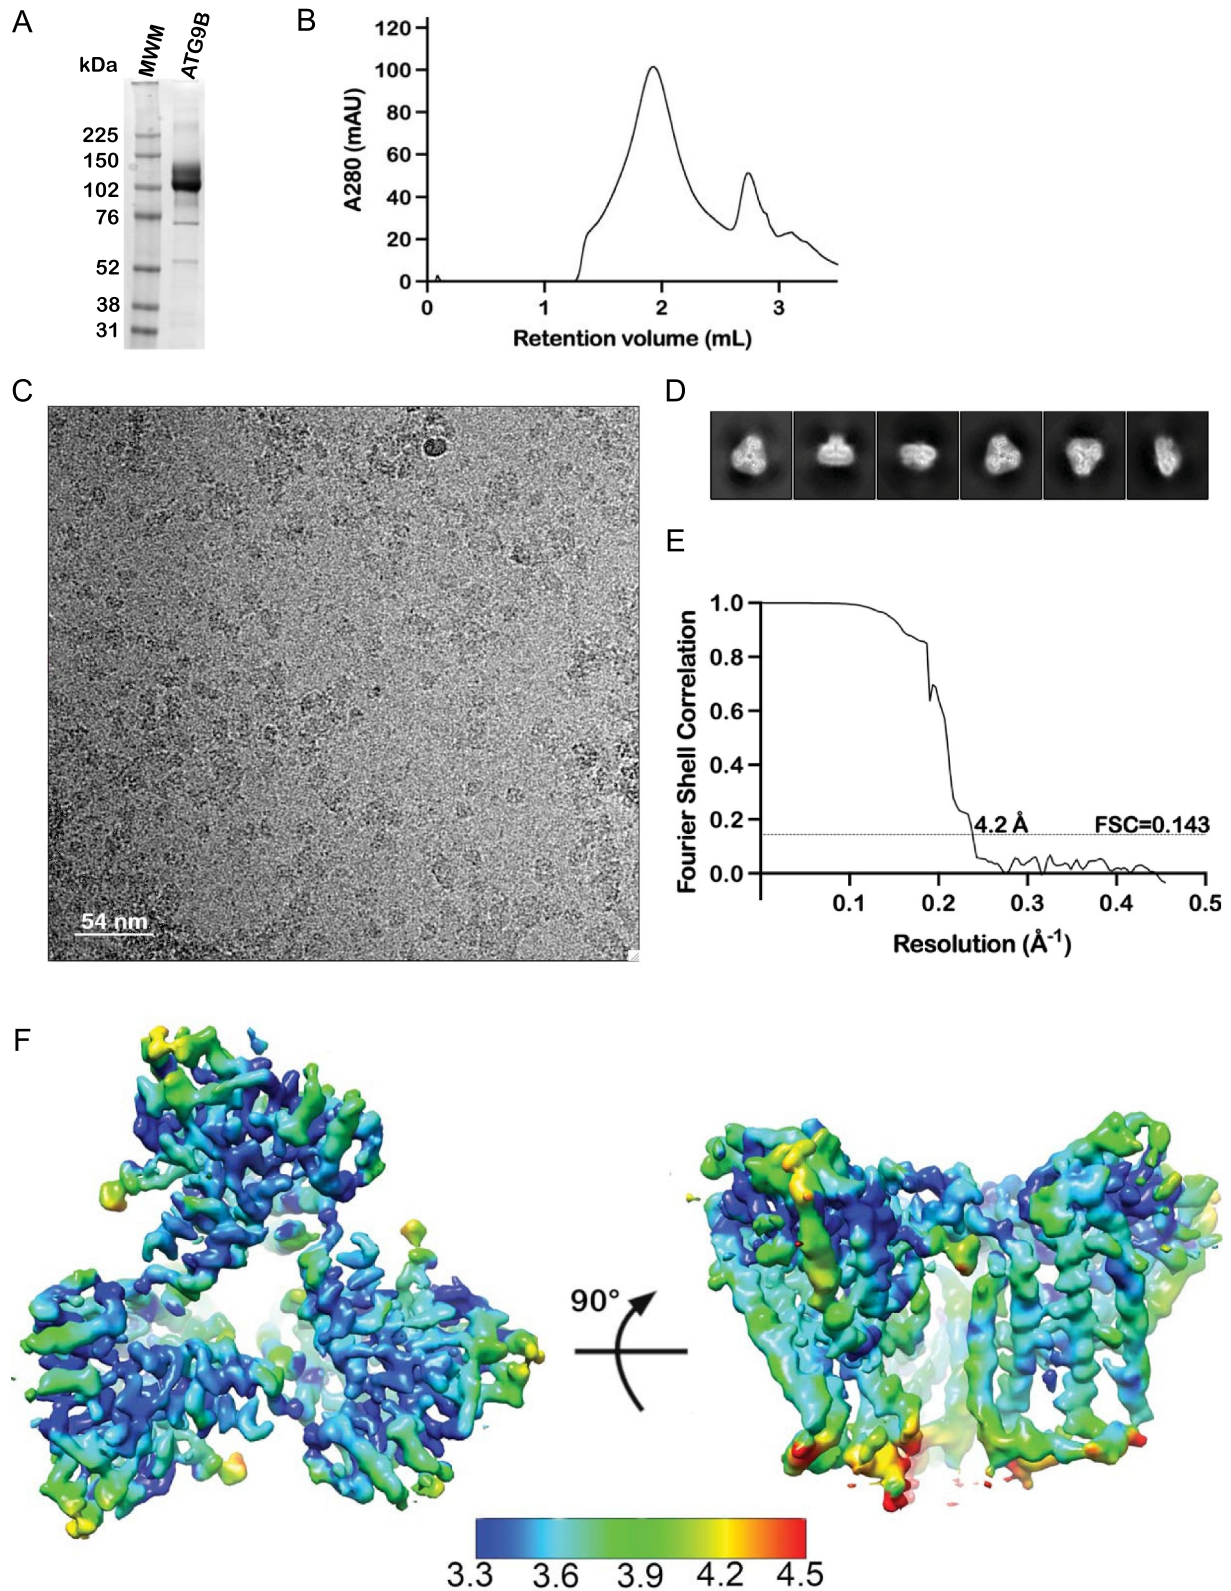 A
kDa
MWM
ATG9B
225
150
102
76
52
38
31
B
A280 (mAU)
120
100
80
60
40
20
0
0 1 2 3
Retention volume (mL)
C
54 nm
D
E
Fourier Shell Correlation
1.0
0.8
0.6
0.4
0.2
0.0
4.2 Å
FSC=0.143
0.1 0.2 0.3 0.4 0.5
Resolution (Å-1)
F
90°
3.3 3.6 3.9 4.2 4.5